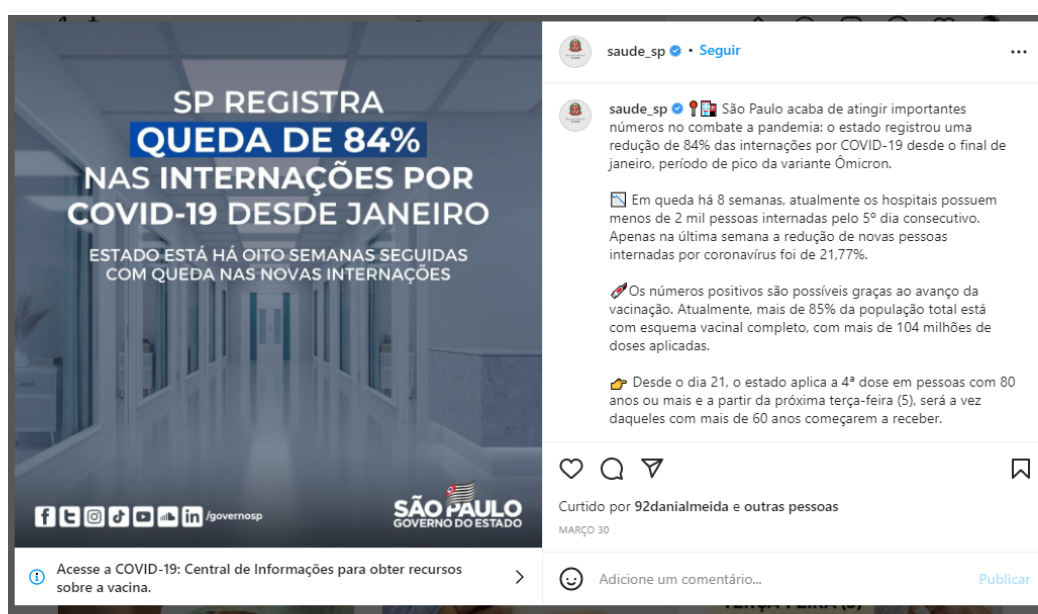 SP REGISTRA
QUEDA DE 84%
NAS INTERNAÇÕES POR
COVID-19 DESDE JANEIRO
ESTADO ESTÁ HÁ OITO SEMANAS SEGUIDAS
COM QUEDA NAS NOVAS INTERNAÇÕES
/governosp
SÃO PAULO
GOVERNO DO ESTADO
Acesse a COVID-19: Central de Informações para obter recursos
sobre a vacina.
saude_sp • Seguir
saude_sp São Paulo acaba de atingir importantes
números no combate a pandemia: o estado registrou uma
redução de 84% das internações por COVID-19 desde o final de
janeiro, período de pico da variante Ômicron.
Em queda há 8 semanas, atualmente os hospitais possuem
menos de 2 mil pessoas internadas pelo 5º dia consecutivo.
Apenas na última semana a redução de novas pessoas
internadas por coronavírus foi de 21,77%.
Os números positivos são possíveis graças ao avanço da
vacinação. Atualmente, mais de 85% da população total está
com esquema vacinal completo, com mais de 104 milhões de
doses aplicadas.
Desde o dia 21, o estado aplica a 4ª dose em pessoas com 80
anos ou mais e a partir da próxima terça-feira (5), será a vez
daqueles com mais de 60 anos começarem a receber.
Curtido por 92danialmeida e outras pessoas
MARÇO 30
Adicione um comentário...
Publicar